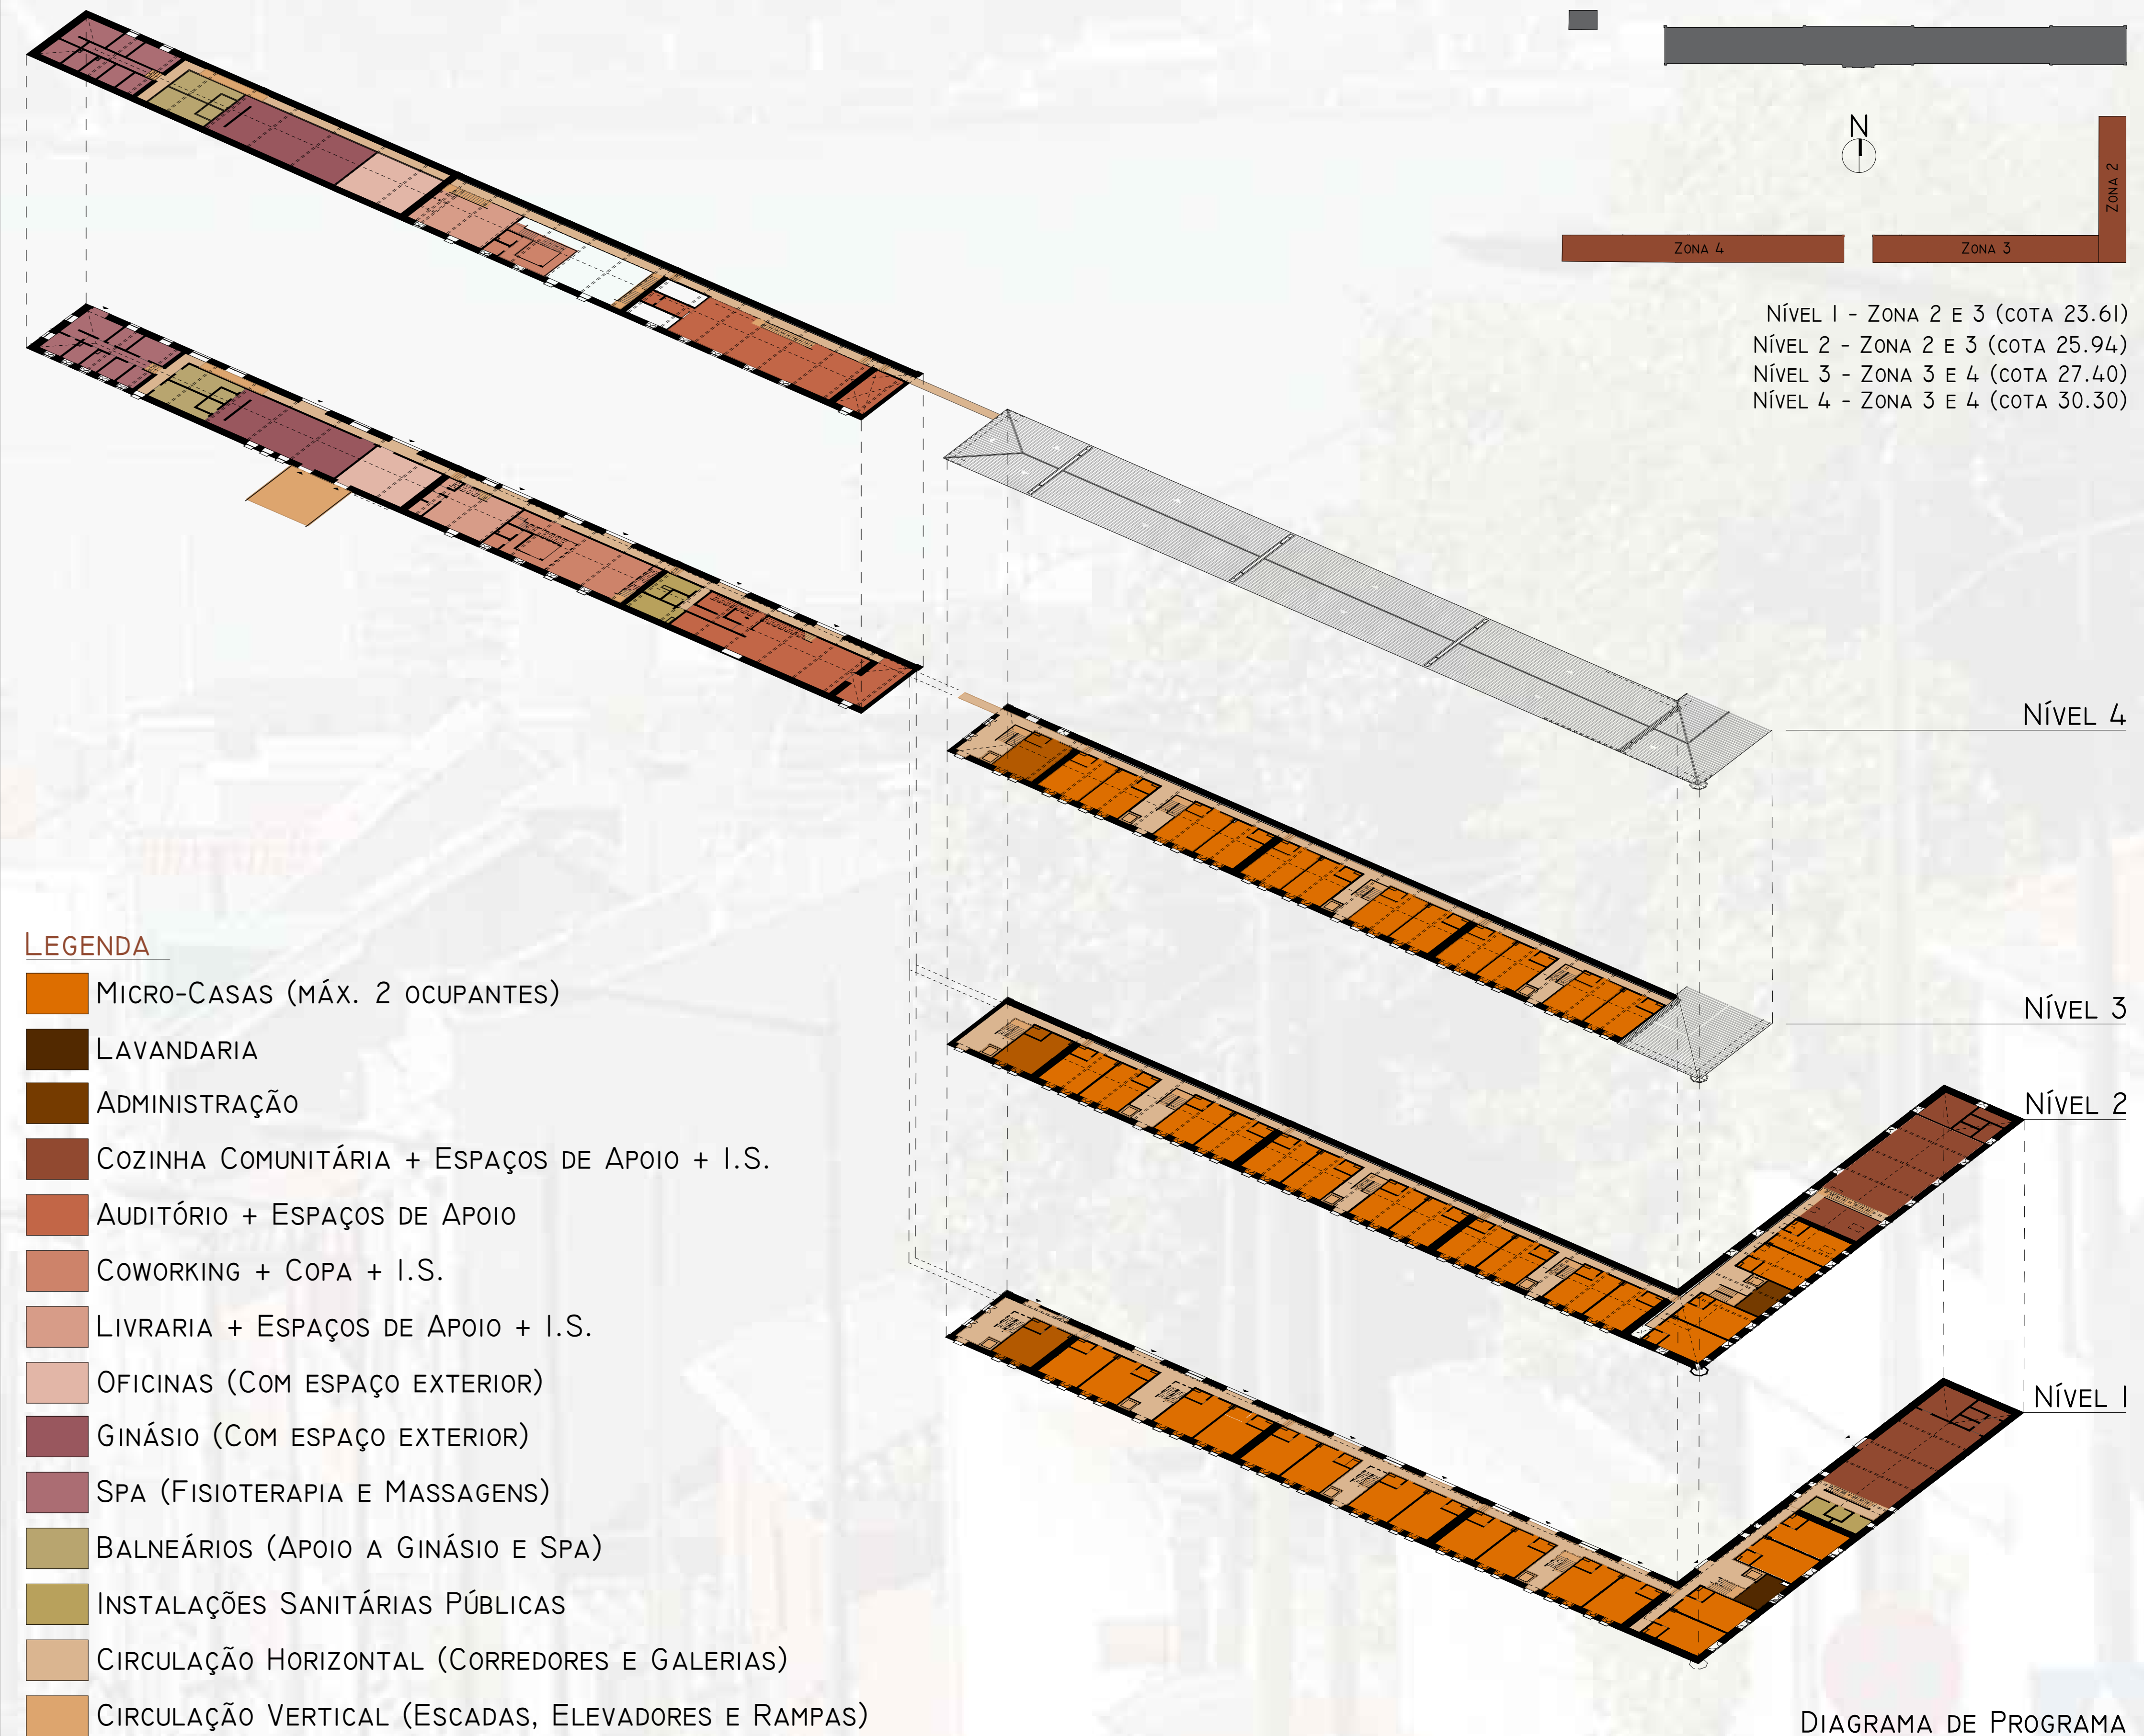 N
Zona 2
Zona 4
Zona 3
Nível 1 - Zona 2 e 3 (cota 23.61)
Nível 2 - Zona 2 e 3 (cota 25.94)
Nível 3 - Zona 3 e 4 (cota 27.40)
Nível 4 - Zona 3 e 4 (cota 30.30)
Nível 4
Nível 3
Nível 2
Nível 1
Legenda
Micro-Casas (máx. 2 ocupantes)
Lavandaria
Administração
Cozinha Comunitária + Espaços de Apoio + I.S.
Auditório + Espaços de Apoio
Coworking + Copa + I.S.
Livraria + Espaços de Apoio + I.S.
Oficinas (Com espaço exterior)
Ginásio (Com espaço exterior)
Spa (Fisioterapia e Massagens)
Balneários (Apoio a Ginásio e Spa)
Instalações Sanitárias Públicas
Circulação Horizontal (Corredores e Galerias)
Circulação Vertical (Escadas, Elevadores e Rampas)
Diagrama de Programa